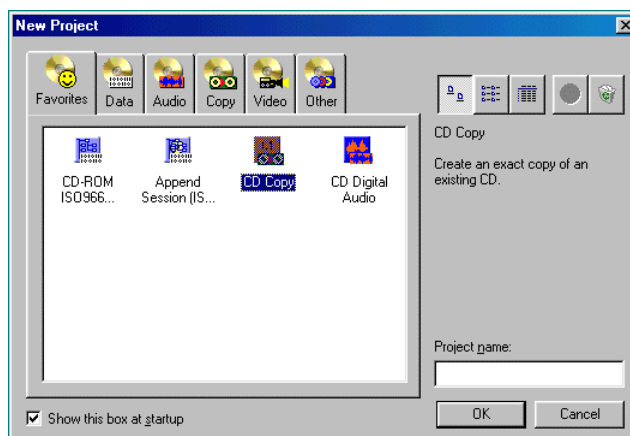 New Project
Favorites
Data
Audio
Copy
Video
Other
CD-ROM
ISO966...
Append
Session (IS...
CD Copy
CD Digital
Audio
CD Copy
Create an exact copy of an
existing CD.
Project name:
Show this box at startup
OK
Cancel